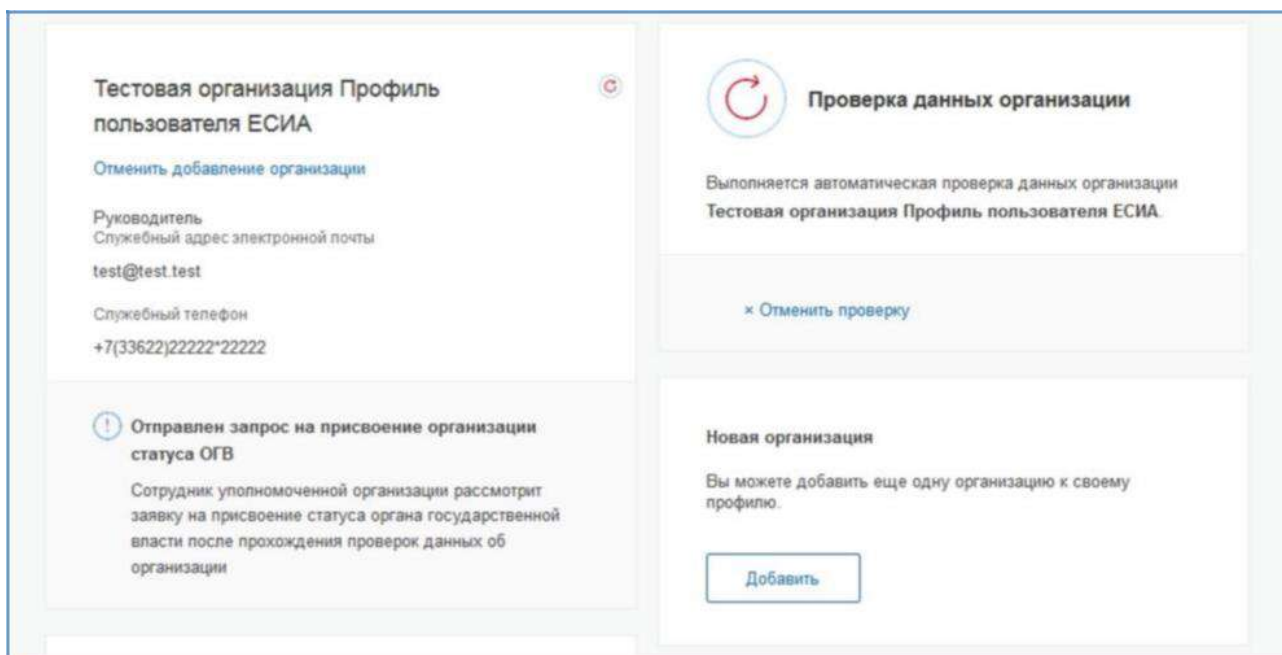 Тестовая организация Профиль
пользователя ЕСИА
Отменить добавление организации
Руководитель
Служебный адрес электронной почты
test@test.test
Служебный телефон
+7(33622)22222*22222
Отправлен запрос на присвоение организации
статуса ОГВ
Сотрудник уполномоченной организации рассмотрит
заявку на присвоение статуса органа государственной
власти после прохождения проверок данных об
организации
Проверка данных организации
Выполняется автоматическая проверка данных организации
Тестовая организация Профиль пользователя ЕСИА.
× Отменить проверку
Новая организация
Вы можете добавить еще одну организацию к своему
профилю.
Добавить